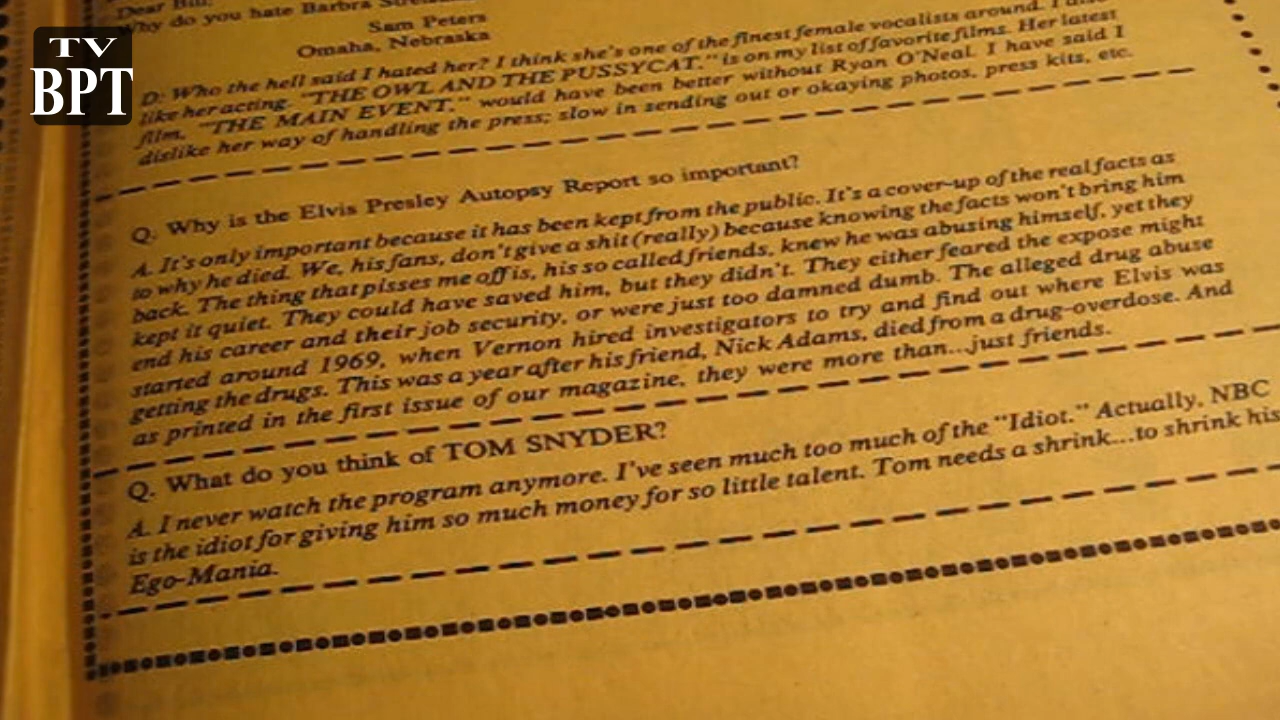 TV
BPT
Dear Bill:
Why do you hate Barbra
Sam Peters
Omaha, Nebraska
D: Who the hell said I hated her? I think she's one of the finest female vocalists around. I also
like her acting. "THE OWL AND THE PUSSYCAT." is on my list of favorite films. Her latest
film, "THE MAIN EVENT," would have been better without Ryan O'Neal. I have said I
dislike her way of handling the press; slow in sending out or okaying photos, press kits, etc.
Q. Why is the Elvis Presley Autopsy Report so important?
A. It's only important because it has been kept from the public. It's a cover-up of the real facts as
to why he died. We, his fans, don't give a shit (really) because knowing the facts won't bring him
back. The thing that pisses me off is, his so called friends, knew he was abusing himself, yet they
kept it quiet. They could have saved him, but they didn't. They either feared the expose might
end his career and their job security, or were just too damned dumb. The alleged drug abuse
started around 1969, when Vernon hired investigators to try and find out where Elvis was
getting the drugs. This was a year after his friend, Nick Adams, died from a drug-overdose. And
as printed in the first issue of our magazine, they were more than...just friends.
Q. What do you think of TOM SNYDER?
A. I never watch the program anymore. I've seen much too much of the "Idiot." Actually, NBC
is the idiot for giving him so much money for so little talent. Tom needs a shrink...to shrink his
Ego-Mania.